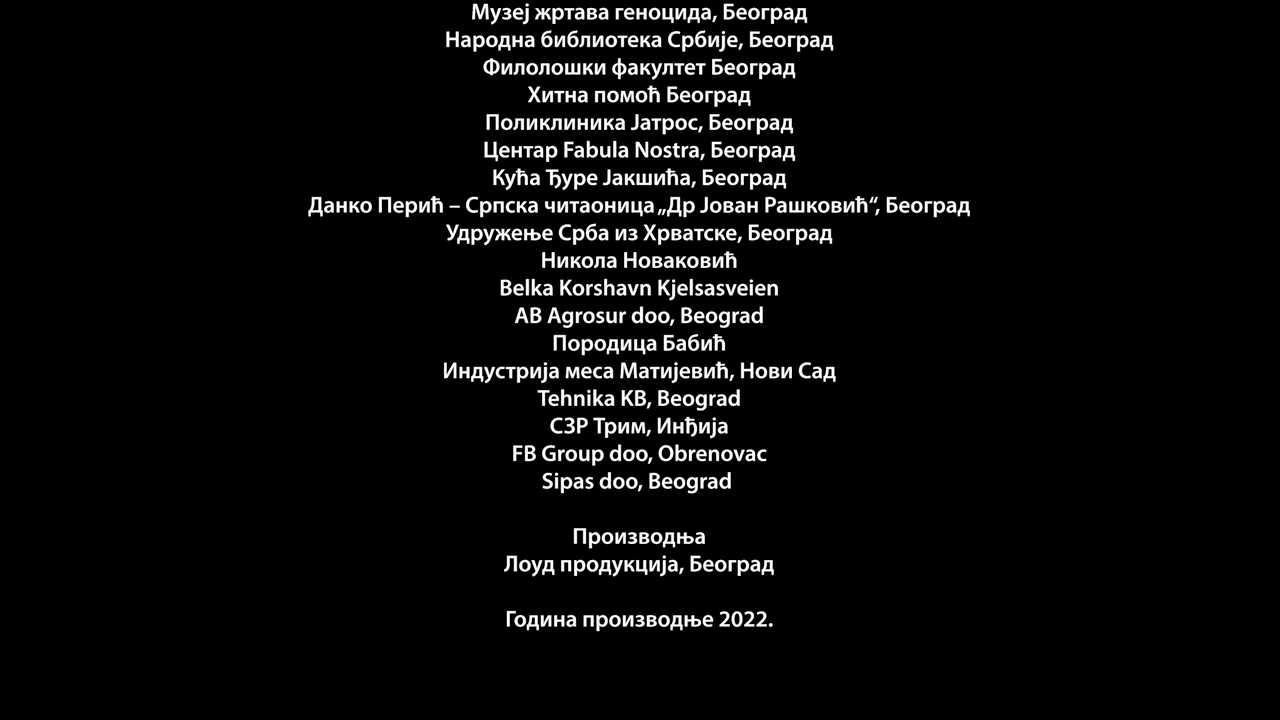 Музеј жртава геноцида, Београд
Народна библиотека Србије, Београд
Филолошки факултет Београд
Хитна помоћ Београд
Поликлиника Јатрос, Београд
Центар Fabula Nostra, Београд
Кућа Ђуре Јакшића, Београд
Данко Перић – Српска читаоница „Др Јован Рашковић“, Београд
Удружење Срба из Хрватске, Београд
Никола Новаковић
Belka Korshavn Kjelsasveien
AB Agrosur doo, Beograd
Породица Бабић
Индустрија меса Матијевић, Нови Сад
Tehnika KB, Beograd
СЗР Трим, Инђија
FB Group doo, Obrenovac
Sipas doo, Beograd
Производња
Лоуд продукција, Београд
Година производње 2022.